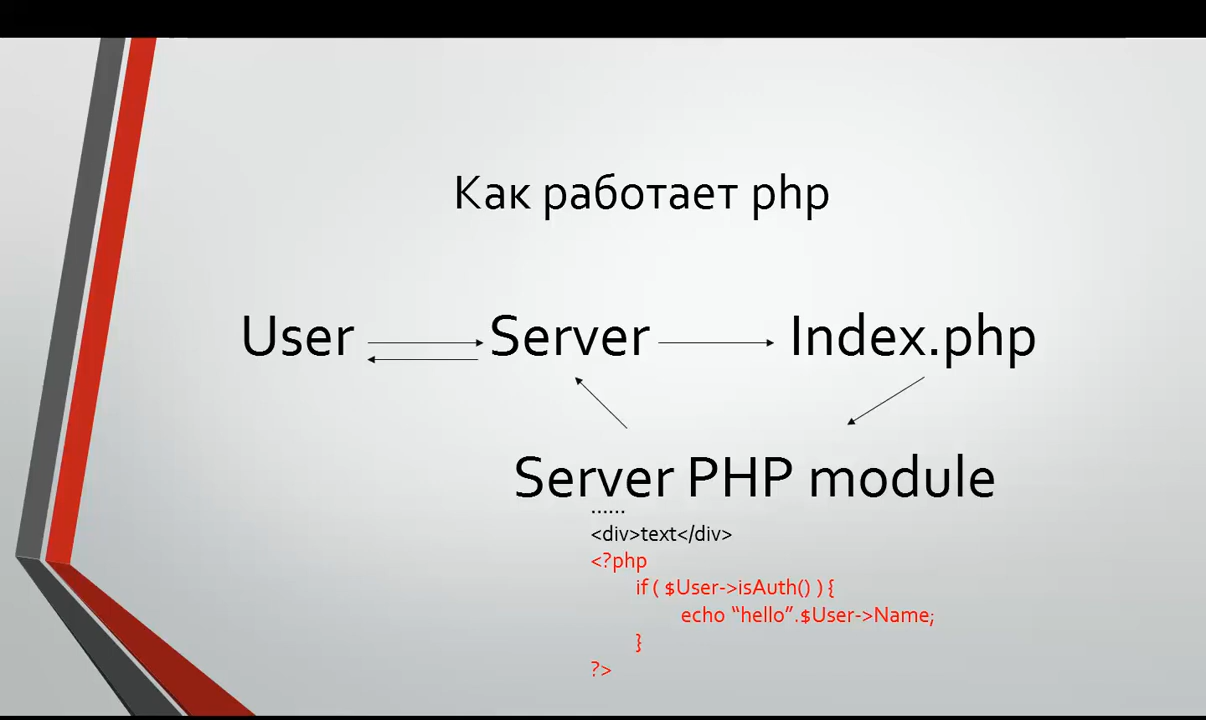 Как работает php
User Server Index.php
Server PHP module
......
<div>text</div>
<?php
if ( $User->isAuth() ) {
echo “hello”.$User->Name;
}
?>